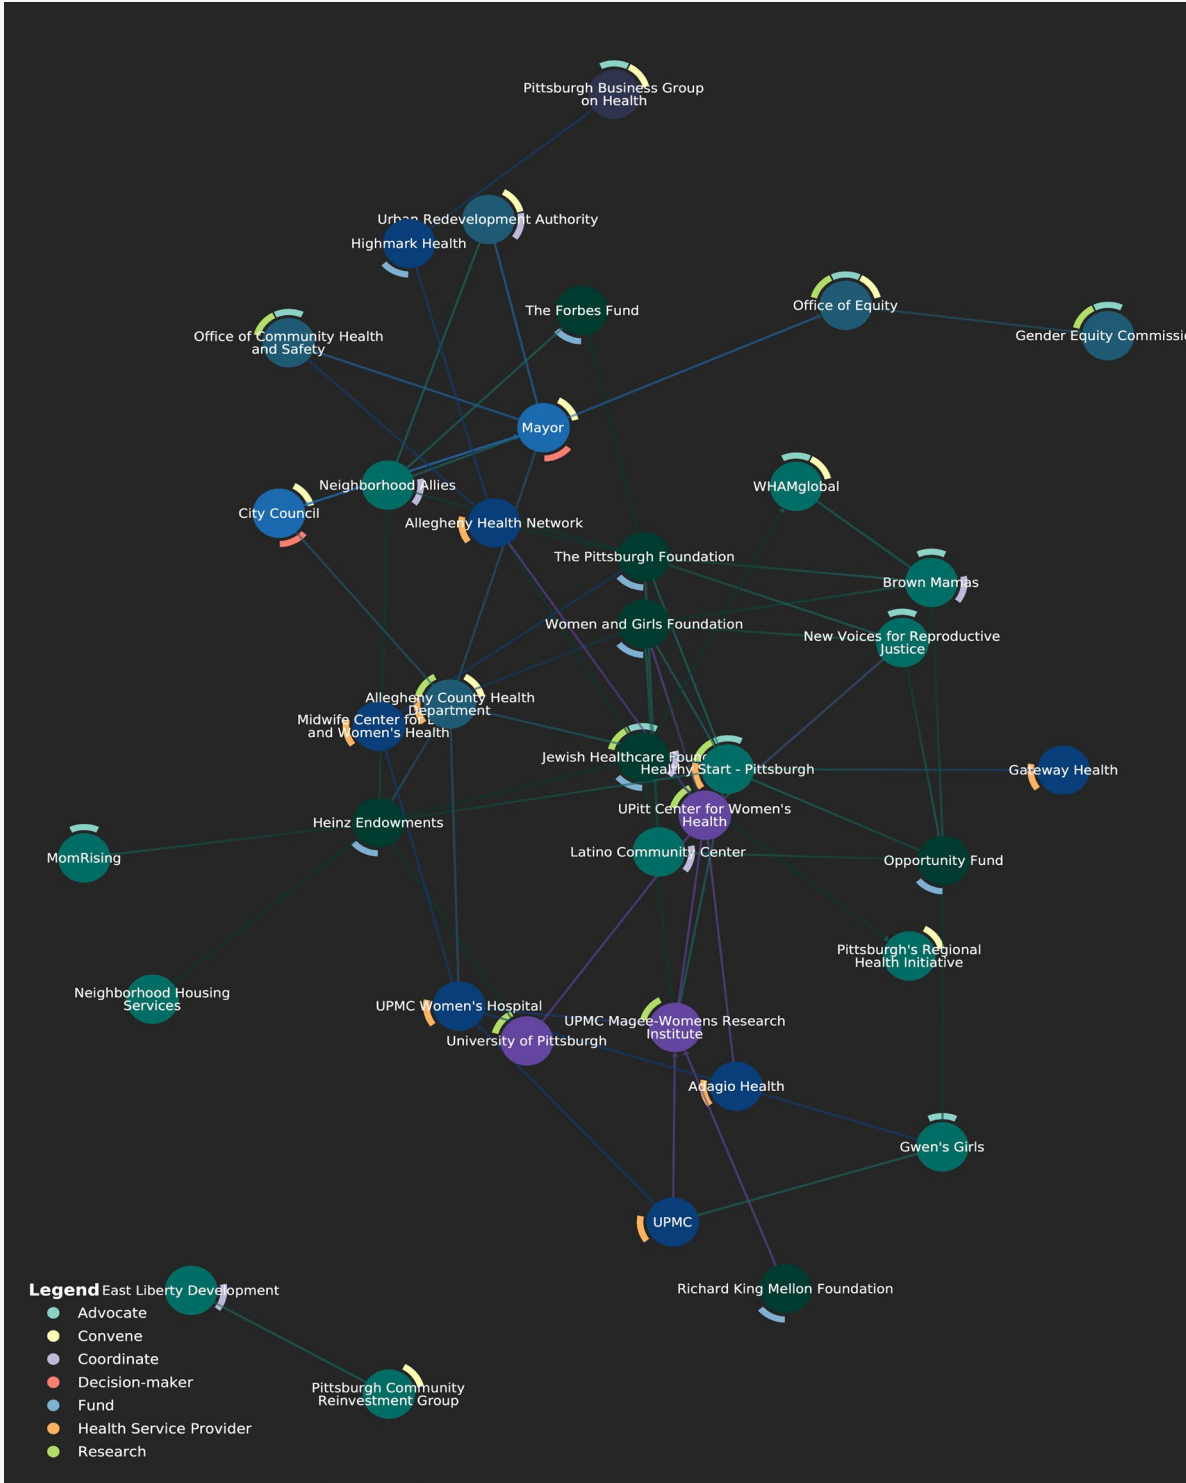 Pittsburgh Business Group
on Health
Urban Redevelopment Authority
Highmark Health
The Forbes Fund
Office of Equity
Office of Community Health
and Safety
Gender Equity Commissi
Mayor
Neighborhood Allies
WHAMglobal
City Council
Allegheny Health Network
The Pittsburgh Foundation
Brown Mamas
Women and Girls Foundation
New Voices for Reproductive
Justice
Allegheny County Health
Department
Midwife Center for
and Women's Health
Jewish Healthcare Foun
Healthy Start - Pittsburgh
Gateway Health
UPitt Center for Women's
Health
Heinz Endowments
Latino Community Center
MomRising
Opportunity Fund
Pittsburgh's Regional
Health Initiative
Neighborhood Housing
Services
UPMC Women's Hospital
UPMC Magee-Womens Research
Institute
University of Pittsburgh
Adagio Health
Gwen's Girls
UPMC
Richard King Mellon Foundation
East Liberty Development
Pittsburgh Community
Reinvestment Group
Legend
Advocate
Convene
Coordinate
Decision-maker
Fund
Health Service Provider
Research